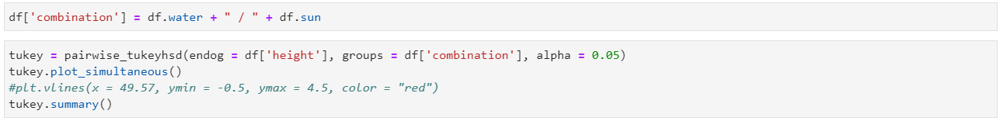 df['combination'] = df.water + " / " + df.sun
tukey = pairwise_tukeyhsd(endog = df['height'], groups = df['combination'], alpha = 0.05)
tukey.plot_simultaneous()
#plt.vlines(x = 49.57, ymin = -0.5, ymax = 4.5, color = "red")
tukey.summary()